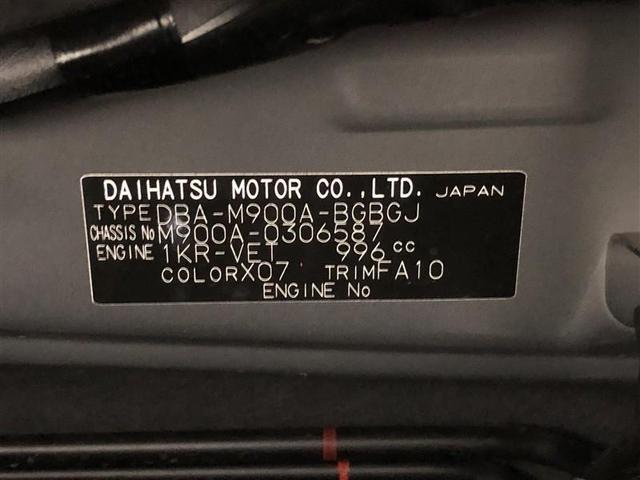 DAIHATSU MOTOR CO.,LTD. JAPAN
TYPE DBA-M900A-BGBGJ
CHASSIS No M900A-0306587
ENGINE 1KR-VET 996 cc
COLOR X07 TRIM FA10
ENGINE No